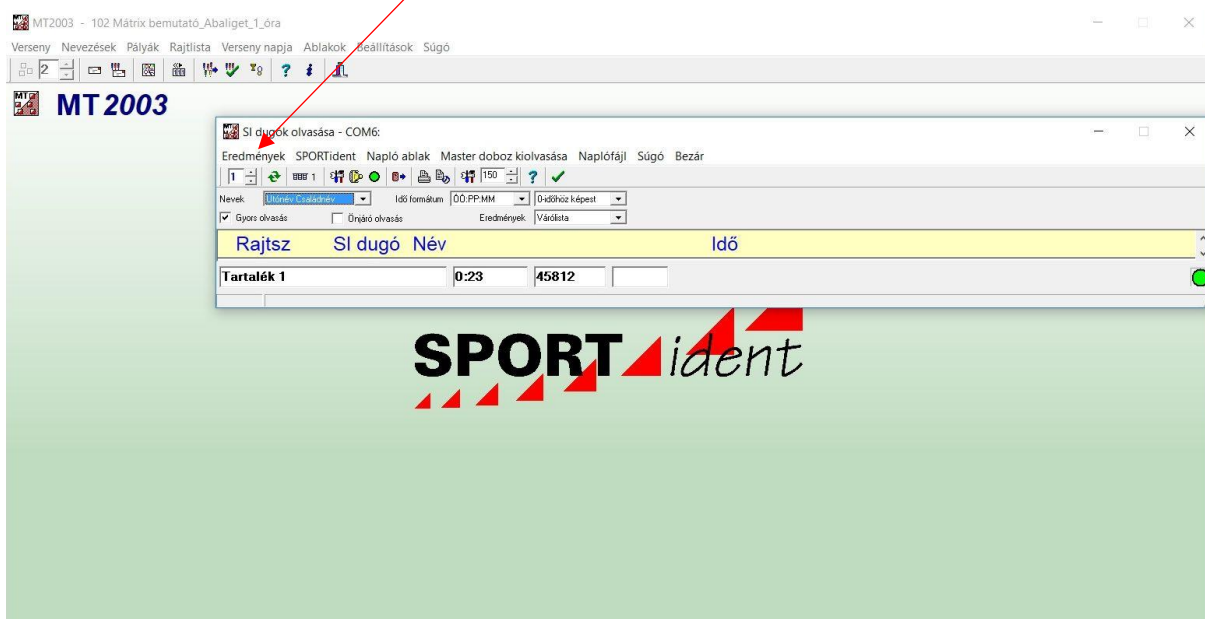 MT2003 - 102 Mátrix bemutató_Abaliget_1_óra
Verseny Nevezések Pályák Rajtlista Verseny napja Ablakok Beállítások Súgó
2
MT 2003
SI dugók olvasása - COM6:
Eredmények SPORTident Napló ablak Master doboz kiolvasása Naplófájl Súgó Bezár
1 1 150
Nevek Utónév Családnév Idő formátum ÓÓ:PP:MM 0-időhöz képest
Gyors olvasás Önjáró olvasás Eredmények Várólista
Rajtsz SI dugó Név Idő
Tartalék 1 0:23 45812
SPORTident